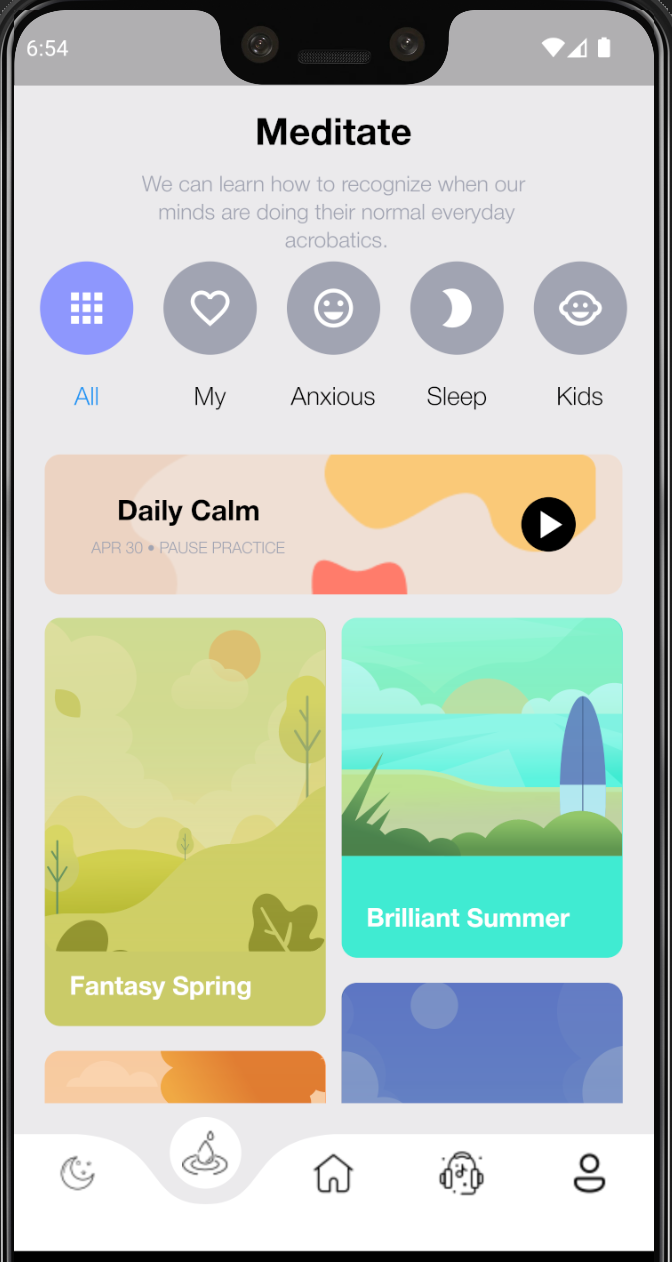 6:54
Meditate
We can learn how to recognize when our
minds are doing their normal everyday
acrobatics.
All
My
Anxious
Sleep
Kids
Daily Calm
APR 30 • PAUSE PRACTICE
Brilliant Summer
Fantasy Spring